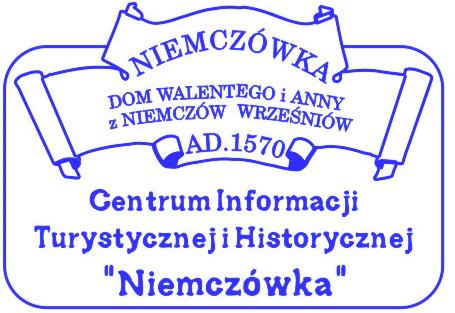 NIEMCZÓWKA
DOM WALENTEGO i ANNY
z NIEMCZÓW WRZEŚNIÓW
AD.1570
Centrum Informacji
Turystycznej i Historycznej
"Niemczówka"